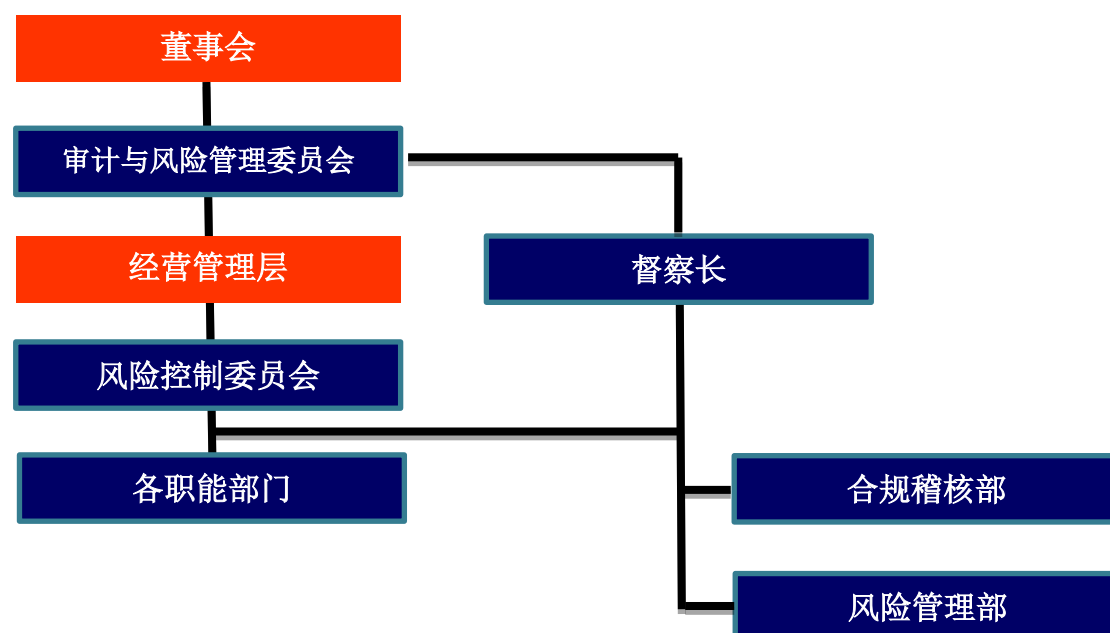 董事会
审计与风险管理委员会
经营管理层
督察长
风险控制委员会
各职能部门
合规稽核部
风险管理部